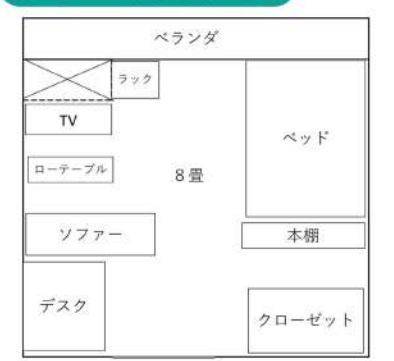 ベランダ
ラック
TV
ベッド
ローテーブル
8畳
ソファー
本棚
デスク
クローゼット